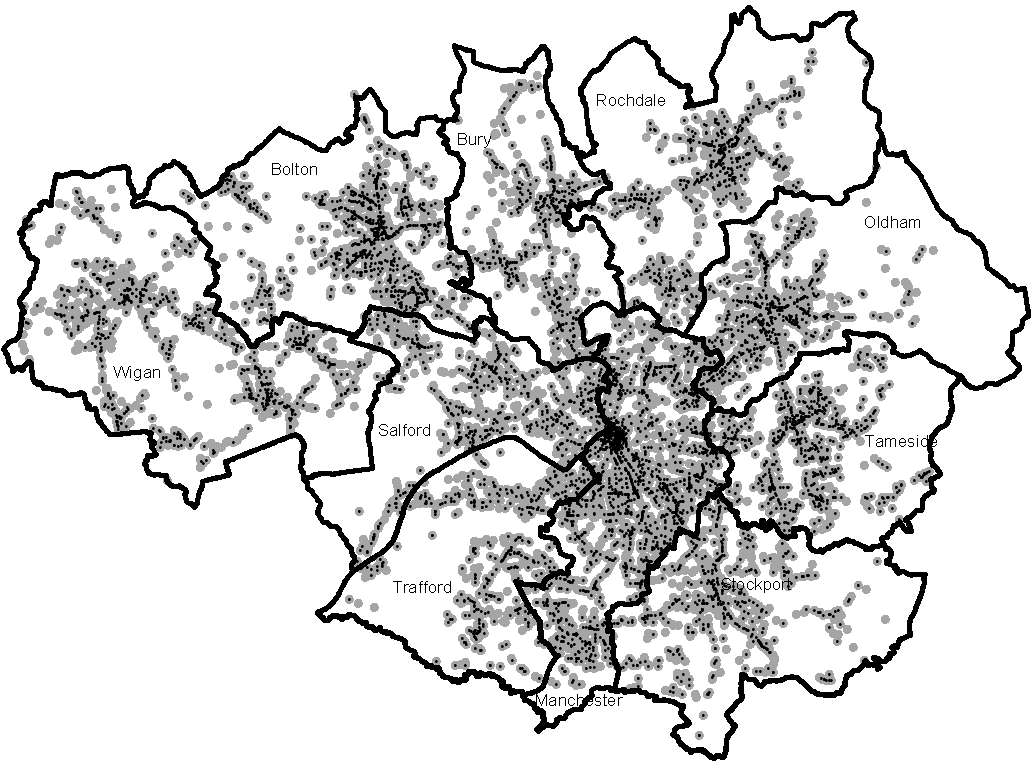 Rochdale
Bury
Bolton
Oldham
Wigan
Salford
Tameside
Stockport
Trafford
Manchester